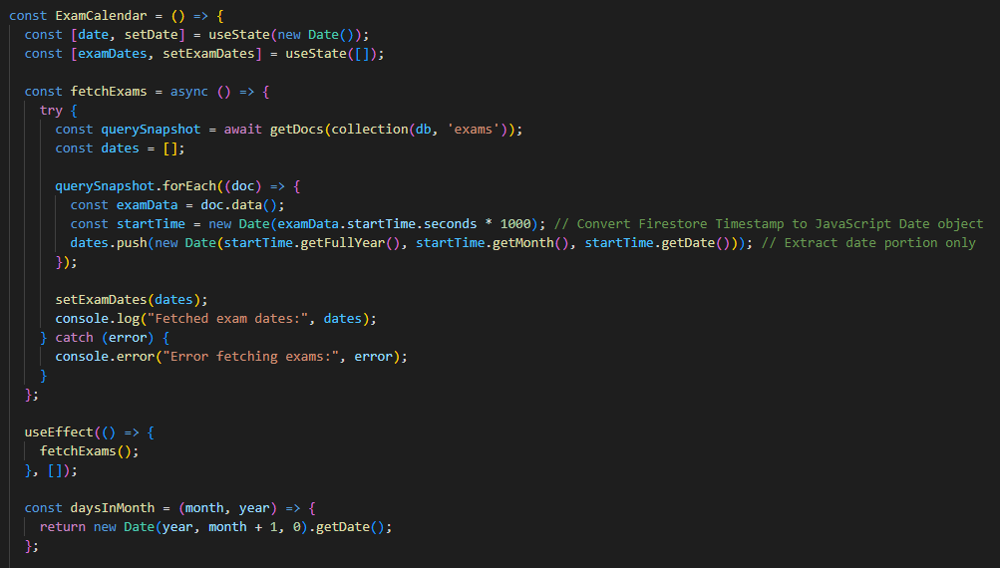 const ExamCalendar = () => {
  const [date, setDate] = useState(new Date());
  const [examDates, setExamDates] = useState([]);

  const fetchExams = async () => {
    try {
      const querySnapshot = await getDocs(collection(db, 'exams'));
      const dates = [];

      querySnapshot.forEach((doc) => {
        const examData = doc.data();
        const startTime = new Date(examData.startTime.seconds * 1000); // Convert Firestore Timestamp to JavaScript Date object
        dates.push(new Date(startTime.getFullYear(), startTime.getMonth(), startTime.getDate())); // Extract date portion only
      });

      setExamDates(dates);
      console.log("Fetched exam dates:", dates);
    } catch (error) {
      console.error("Error fetching exams:", error);
    }
  };

  useEffect(() => {
    fetchExams();
  }, []);

  const daysInMonth = (month, year) => {
    return new Date(year, month + 1, 0).getDate();
  };